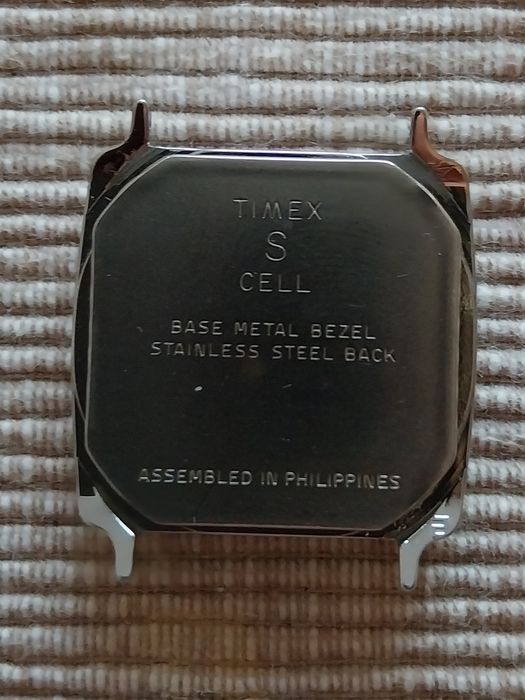 TIMEX
S
CELL
BASE METAL BEZEL
STAINLESS STEEL BACK
ASSEMBLED IN PHILIPPINES